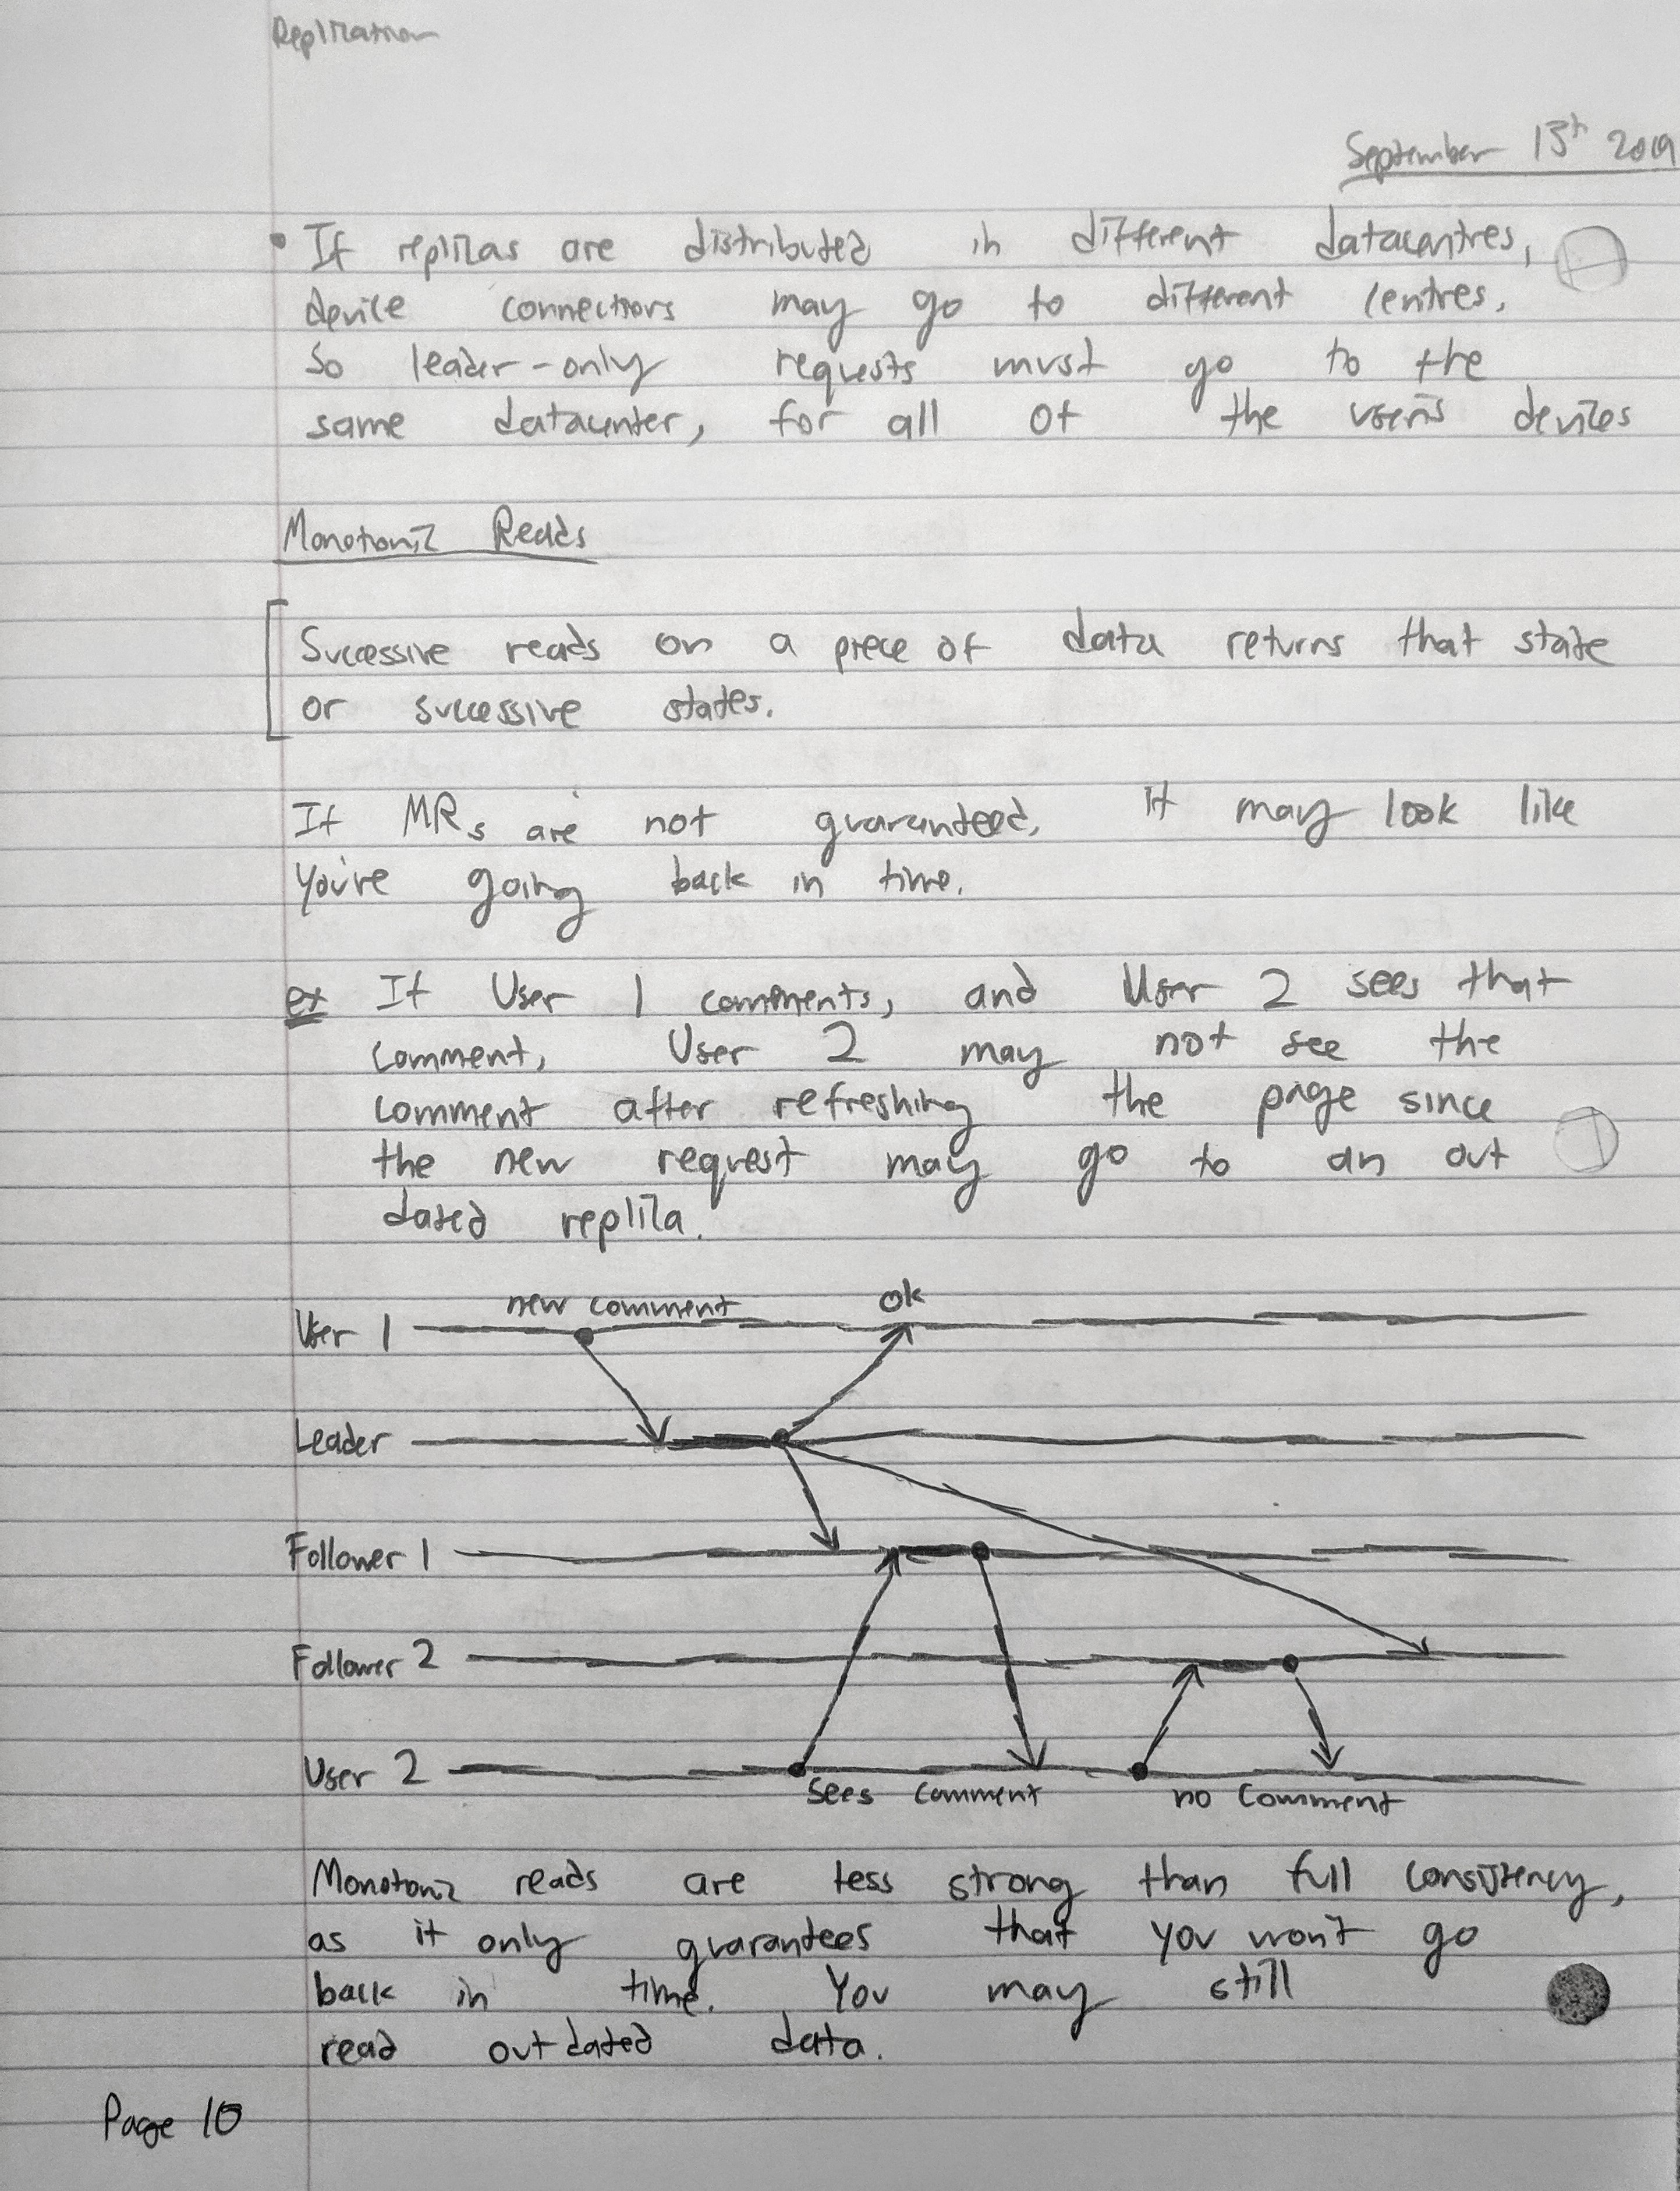 Replication
September 13th 2019
• If replicas are distributed in different datacentres,
device connections may go to different centres.
So leader-only requests must go to the
same datacenter, for all of the user's devices
Monotonic Reads
Successive reads on a piece of data returns that state
or successive states.
If MRs are not guaranteed, it may look like
you're going back in time.
ex If User 1 comments, and User 2 sees that
comment, User 2 may not see the
comment after refreshing the page since
the new request may go to an out
dated replica.
new comment ok
User 1
Leader
Follower 1
Follower 2
User 2
sees comment no comment
Monotonic reads are less strong than full consistency,
as it only guarantees that you won't go
back in time. You may still
read outdated data.
Page 10